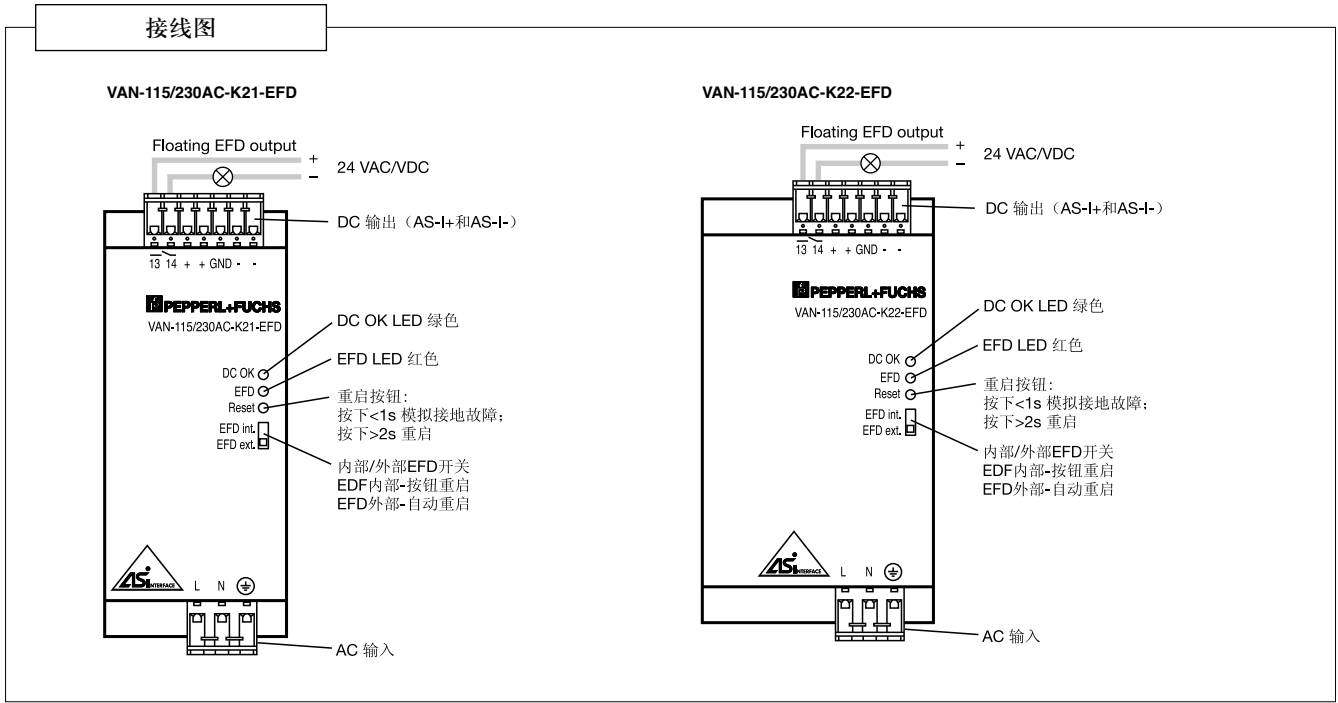 接线图
VAN-115/230AC-K21-EFD
Floating EFD output
+
24 VAC/VDC
–
DC 输出（AS-I+和AS-I-）
13 14 + + GND - -
PEPPERL+FUCHS
VAN-115/230AC-K21-EFD
DC OK LED 绿色
EFD LED 红色
DC OK
EFD
Reset
重启按钮：
按下<1s 模拟接地故障；
按下>2s 重启
EFD int.
EFD ext.
内部/外部EFD开关
EDF内部-按钮重启
EFD外部-自动重启
ASi INTERFACE
L N
AC 输入
VAN-115/230AC-K22-EFD
Floating EFD output
+
24 VAC/VDC
–
DC 输出（AS-I+和AS-I-）
13 14 + + GND - -
PEPPERL+FUCHS
VAN-115/230AC-K22-EFD
DC OK LED 绿色
EFD LED 红色
DC OK
EFD
Reset
重启按钮：
按下<1s 模拟接地故障；
按下>2s 重启
EFD int.
EFD ext.
内部/外部EFD开关
EDF内部-按钮重启
EFD外部-自动重启
ASi INTERFACE
L N
AC 输入